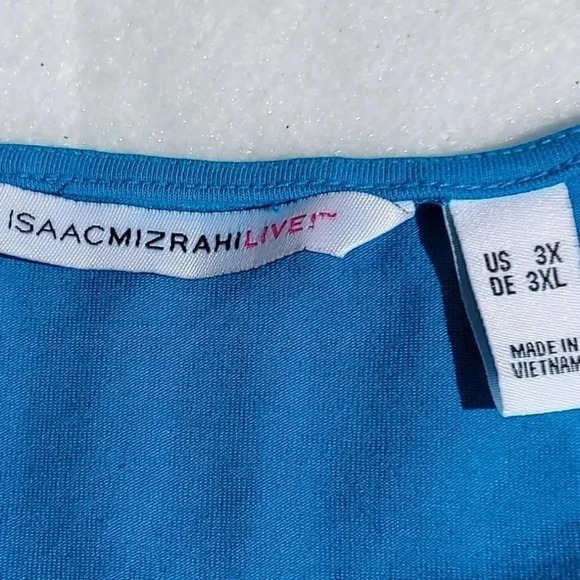 ISAACMIZRAHILIVE!™
US 3X
DE 3XL
MADE IN
VIETNAM